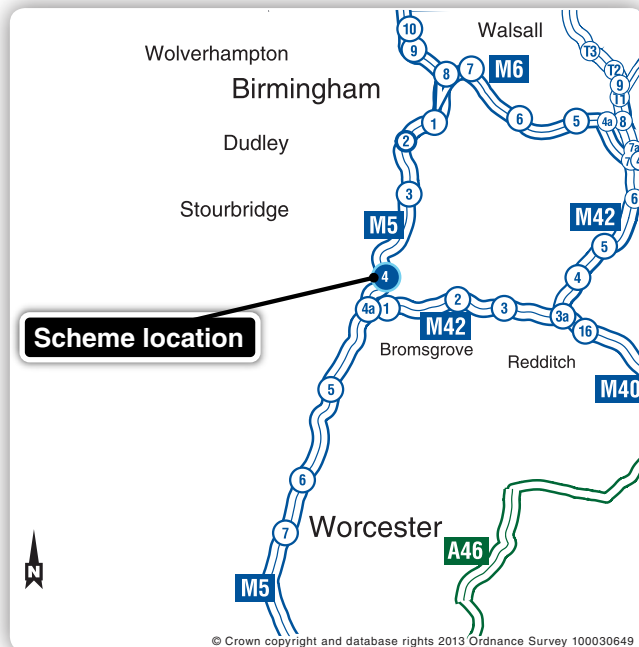 Walsall
10
9
Wolverhampton
8
7
M6
T3
T2
9
T1
Birmingham
6
5
4a
8
1
Dudley
2
7a
7
4
3
6
Stourbridge
M5
M42
5
4
4
Scheme location
4a
1
2
3
3a
M42
16
Bromsgrove
Redditch
5
M40
6
7
Worcester
A46
N
M5
© Crown copyright and database rights 2013 Ordnance Survey 100030649